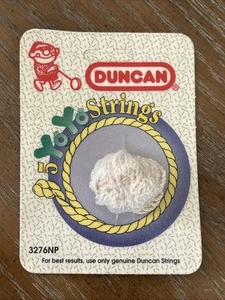 DUNCAN
®
5 YoYo Strings
3276NP
For best results, use only genuine Duncan Strings